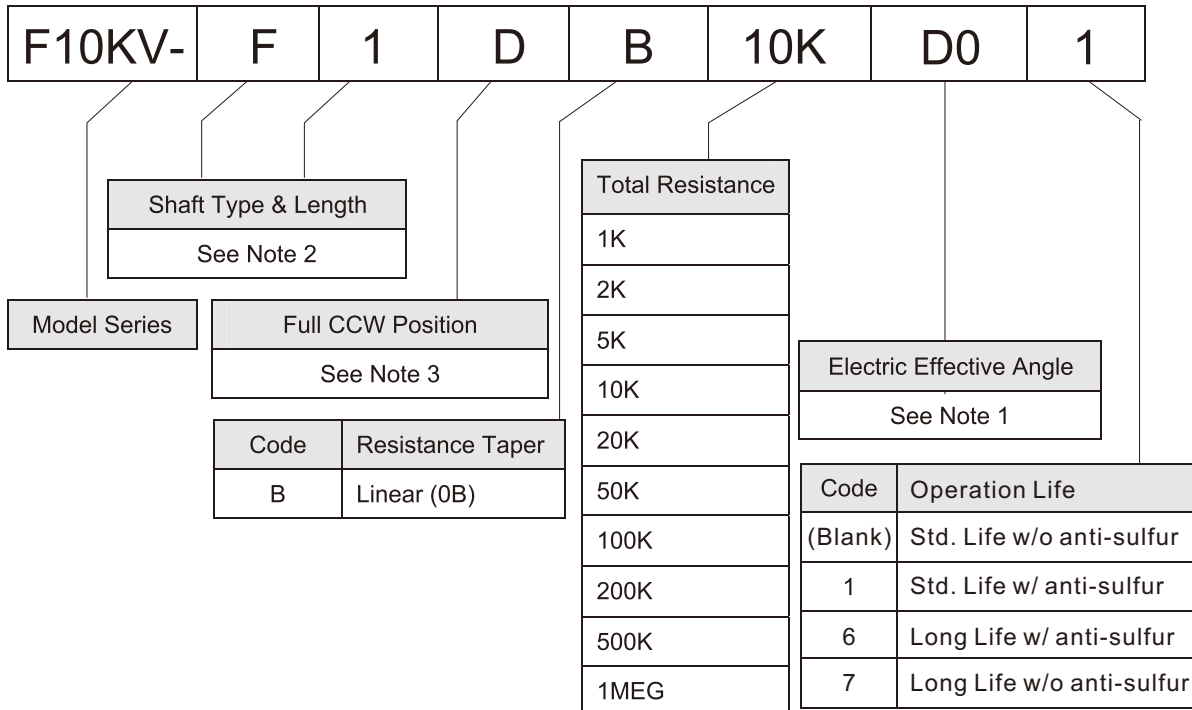 F10KV- F 1 D B 10K D0 1
Shaft Type & Length
See Note 2
Model Series
Full CCW Position
See Note 3
Code Resistance Taper
B Linear (0B)
Total Resistance
1K
2K
5K
10K
20K
50K
100K
200K
500K
1MEG
Electric Effective Angle
See Note 1
Code Operation Life
(Blank) Std. Life w/o anti-sulfur
1 Std. Life w/ anti-sulfur
6 Long Life w/ anti-sulfur
7 Long Life w/o anti-sulfur